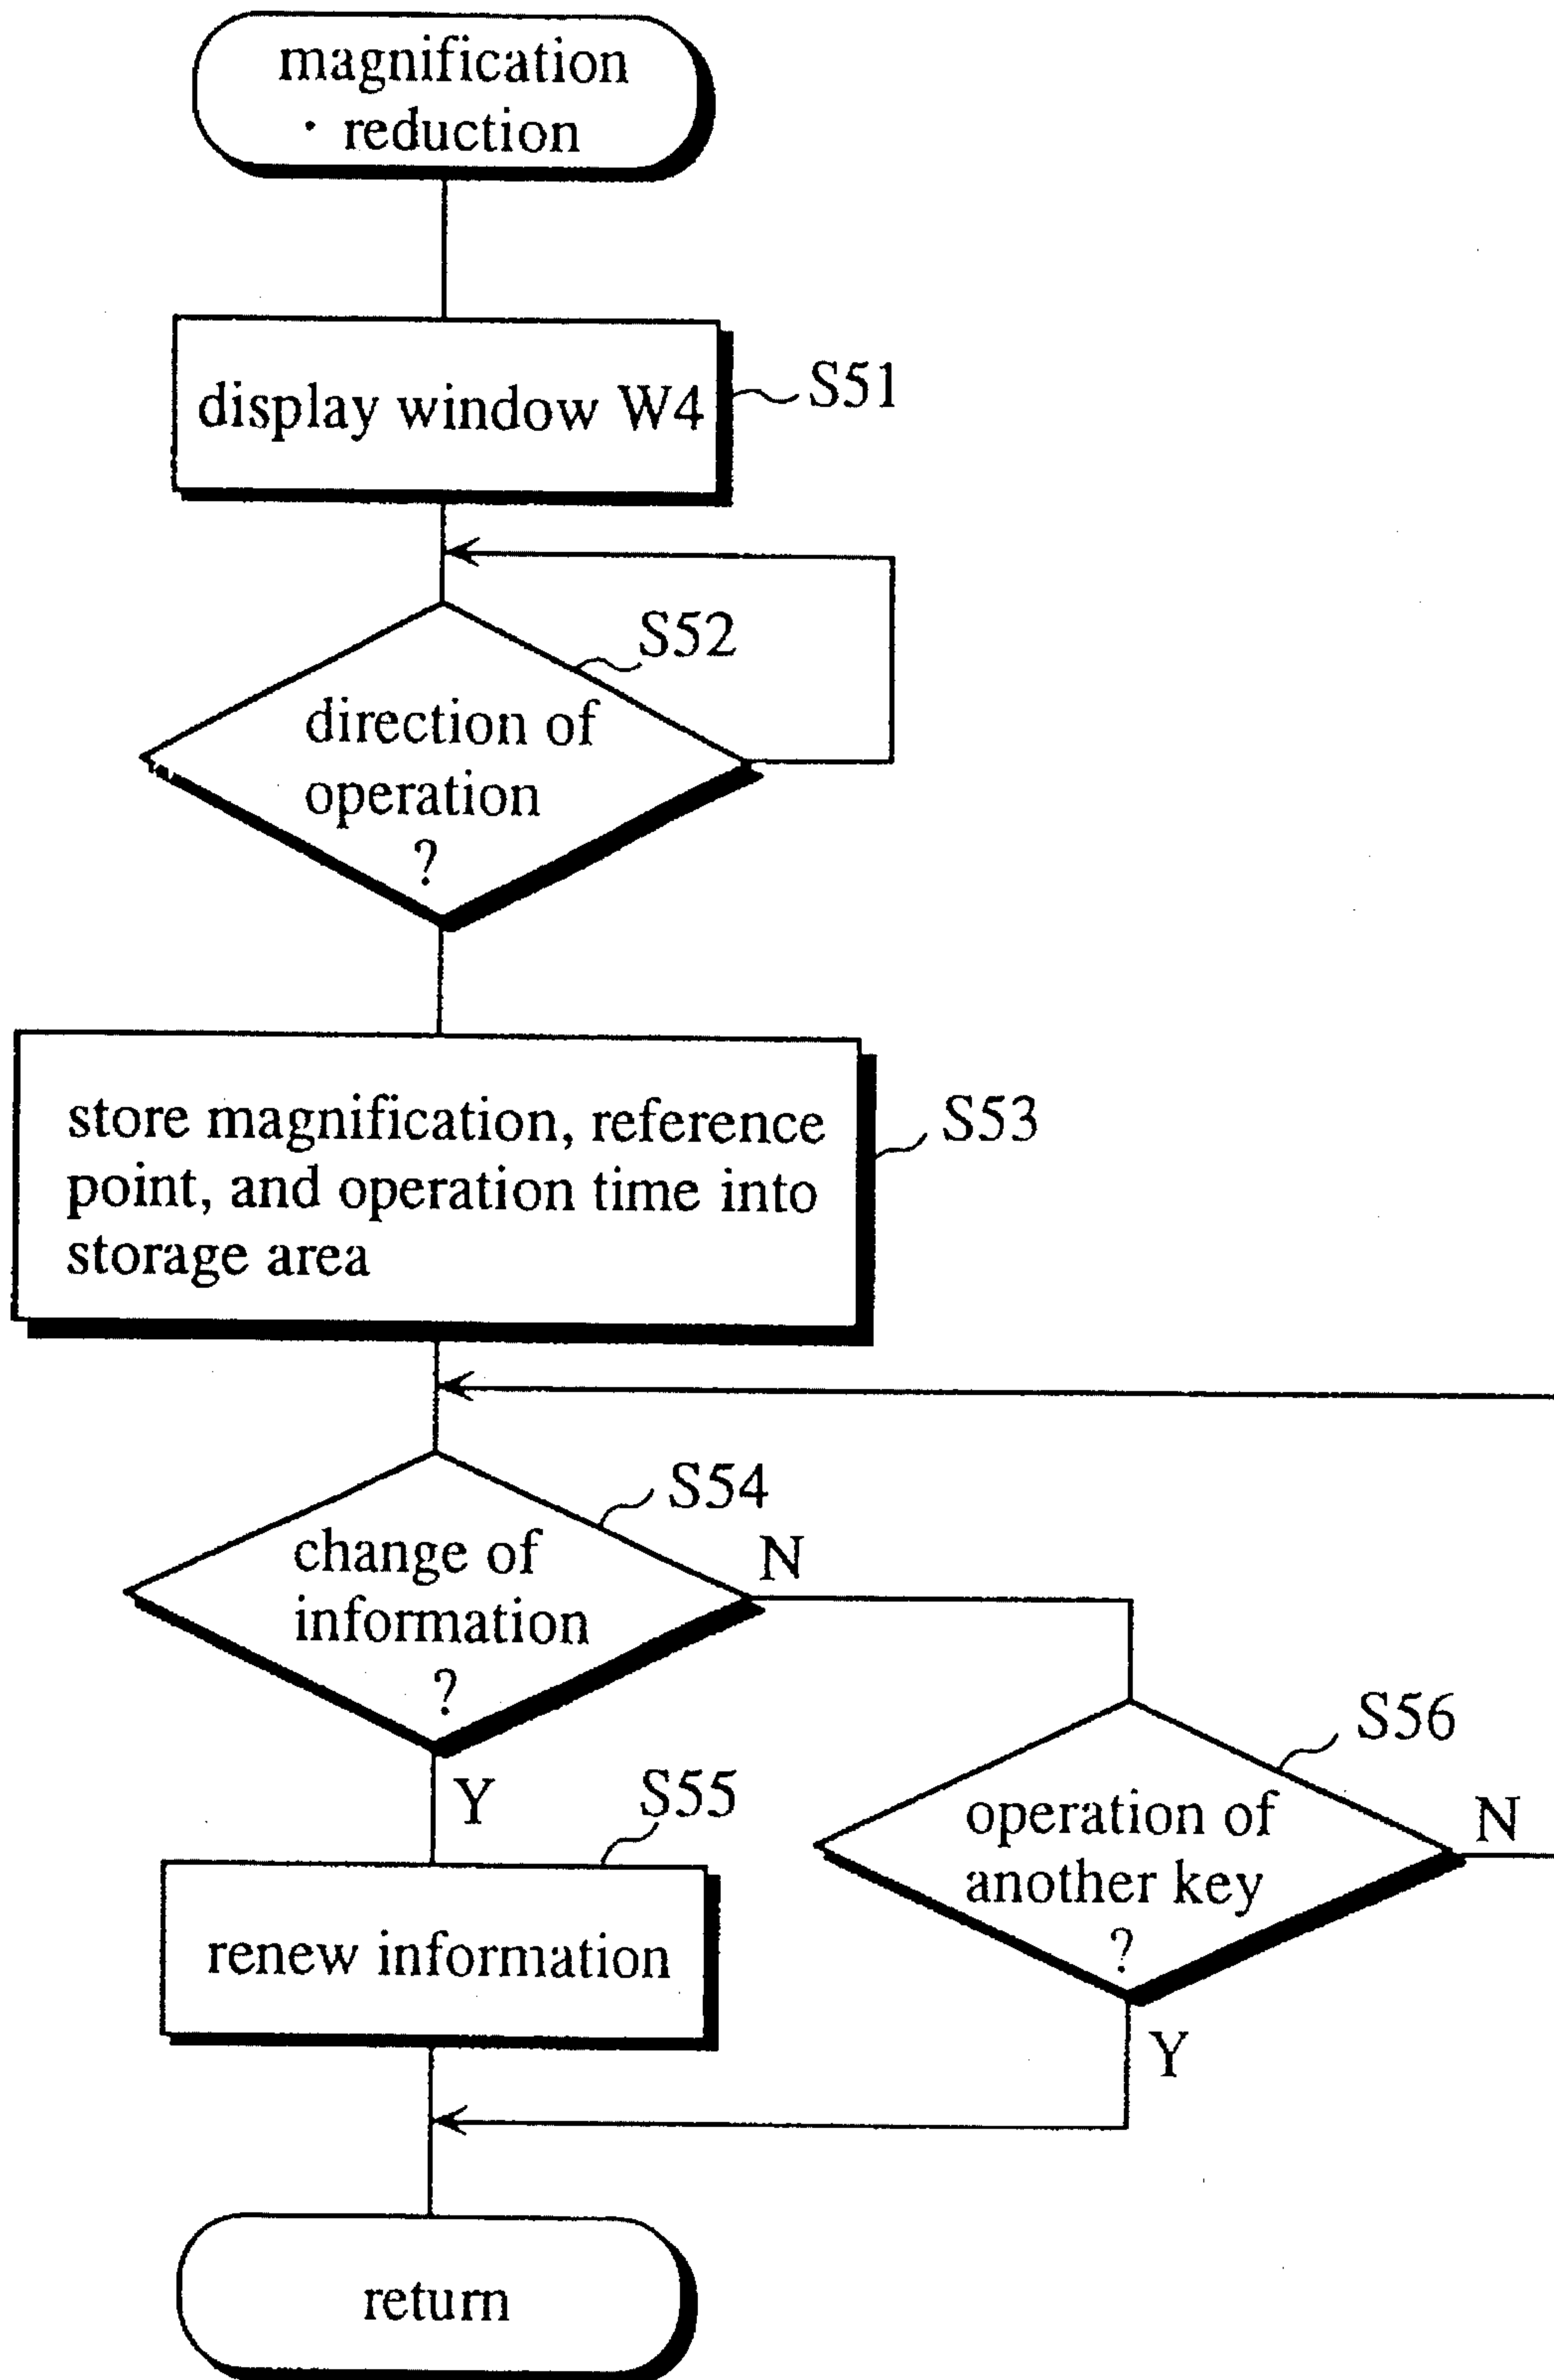 magnification
· reduction
display window W4
S51
S52
direction of
operation
?
store magnification, reference
point, and operation time into
storage area
S53
S54
change of
information
?
N
Y
S55
renew information
S56
operation of
another key
?
N
Y
return